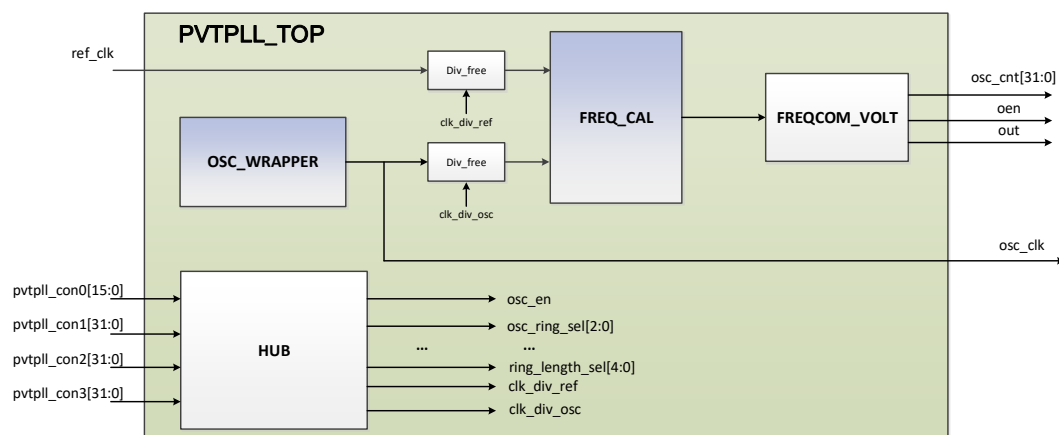 PVTPLL_TOP
ref_clk
Div_free
clk_div_ref
FREQ_CAL
FREQCOM_VOLT
osc_cnt[31:0]
oen
out
OSC_WRAPPER
Div_free
clk_div_osc
osc_clk
pvtpll_con0[15:0]
pvtpll_con1[31:0]
pvtpll_con2[31:0]
pvtpll_con3[31:0]
HUB
osc_en
osc_ring_sel[2:0]
... ...
ring_length_sel[4:0]
clk_div_ref
clk_div_osc